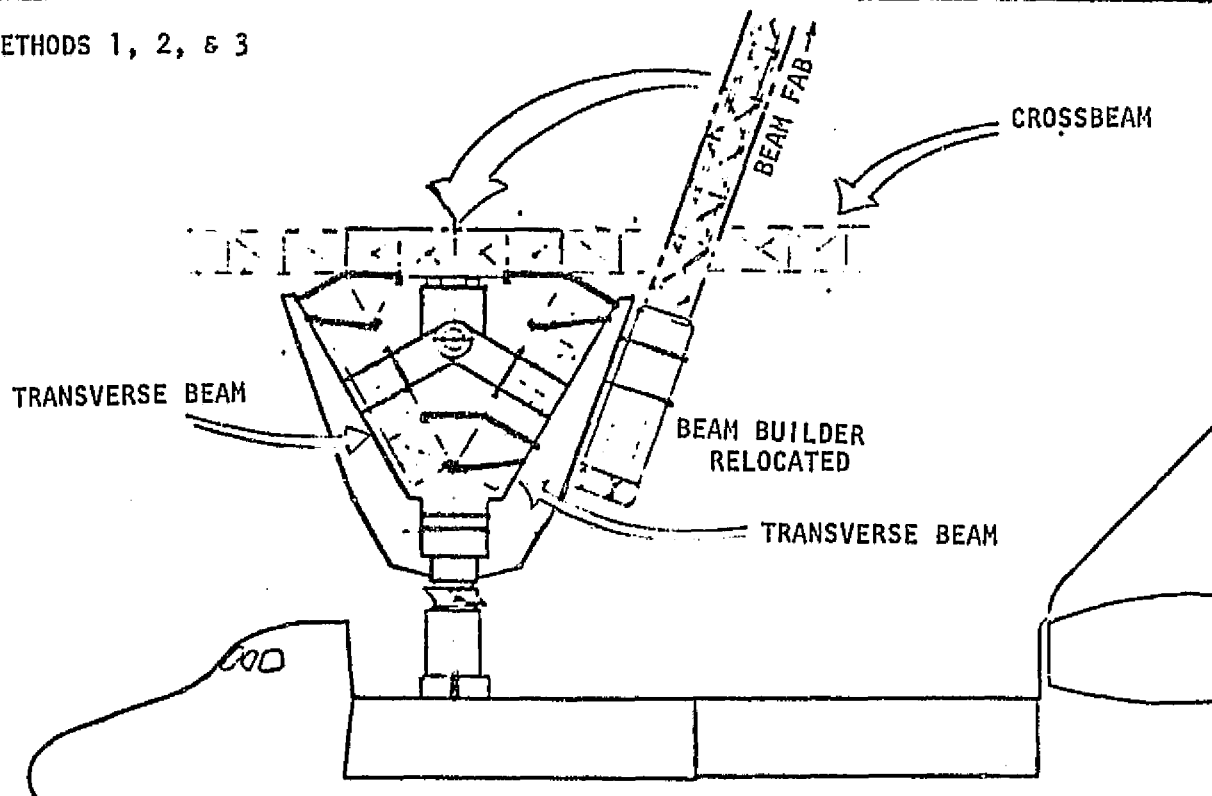 ETHODS 1, 2, & 3
BEAM FAB
CROSSBEAM
TRANSVERSE BEAM
BEAM BUILDER
RELOCATED
TRANSVERSE BEAM